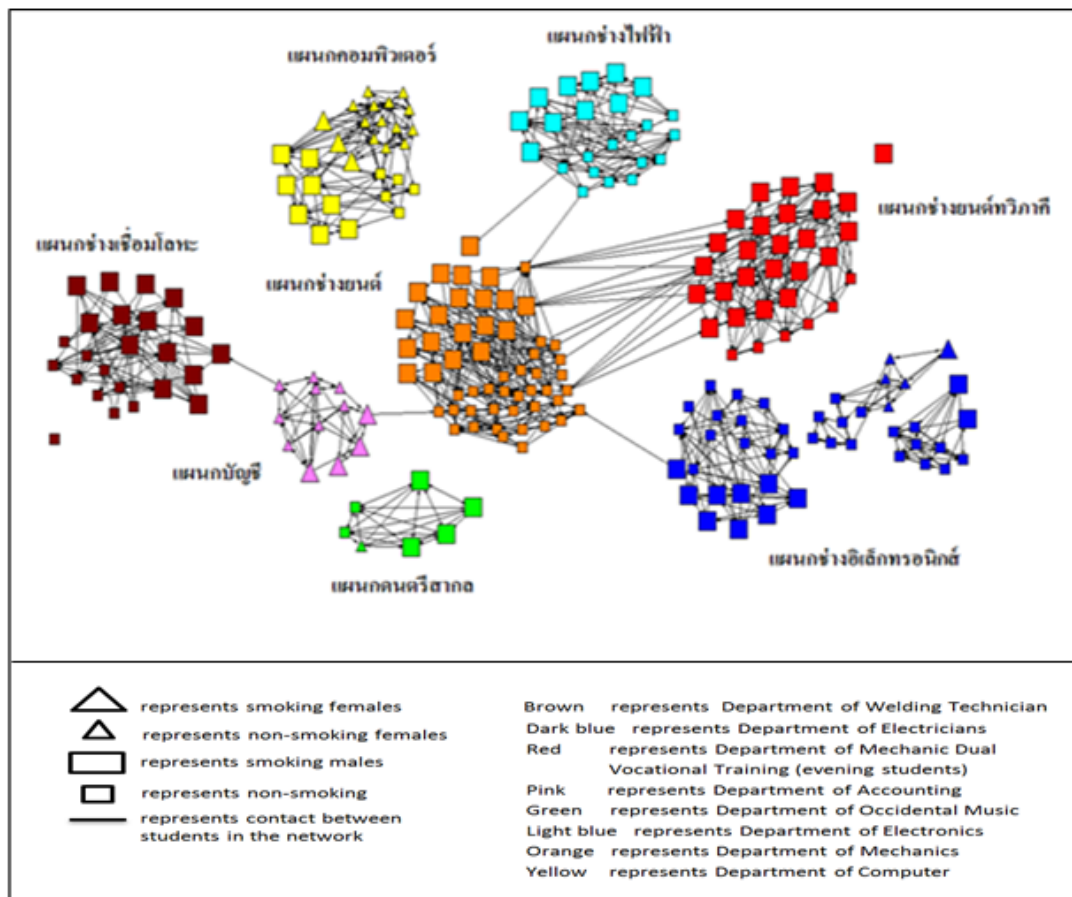 แผนกช่างไฟฟ้า
แผนกคอมพิวเตอร์
แผนกช่างยนต์ทวิภาคี
แผนกช่างเชื่อมโลหะ
แผนกช่างยนต์
แผนกบัญชี
แผนกช่างอิเล็กทรอนิกส์
แผนกดนตรีสากล
represents smoking females
represents non-smoking females
represents smoking males
represents non-smoking
represents contact between
students in the network
Brown represents Department of Welding Technician
Dark blue represents Department of Electricians
Red represents Department of Mechanic Dual
Vocational Training (evening students)
Pink represents Department of Accounting
Green represents Department of Occidental Music
Light blue represents Department of Electronics
Orange represents Department of Mechanics
Yellow represents Department of Computer